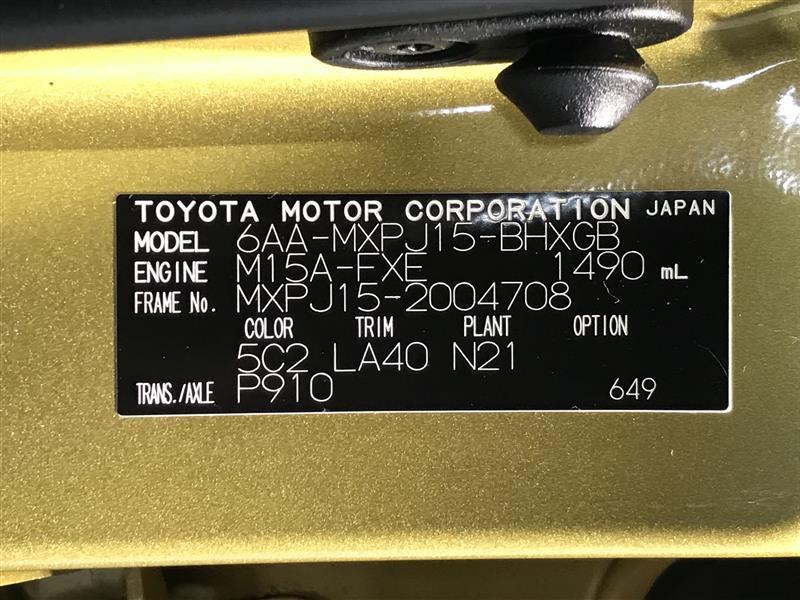 TOYOTA MOTOR CORPORATION JAPAN
MODEL 6AA-MXPJ15-BHXGB
ENGINE M15A-FXE 1490 mL
FRAME No. MXPJ15-2004708
COLOR TRIM PLANT OPTION
5C2 LA40 N21
TRANS./AXLE P910 649